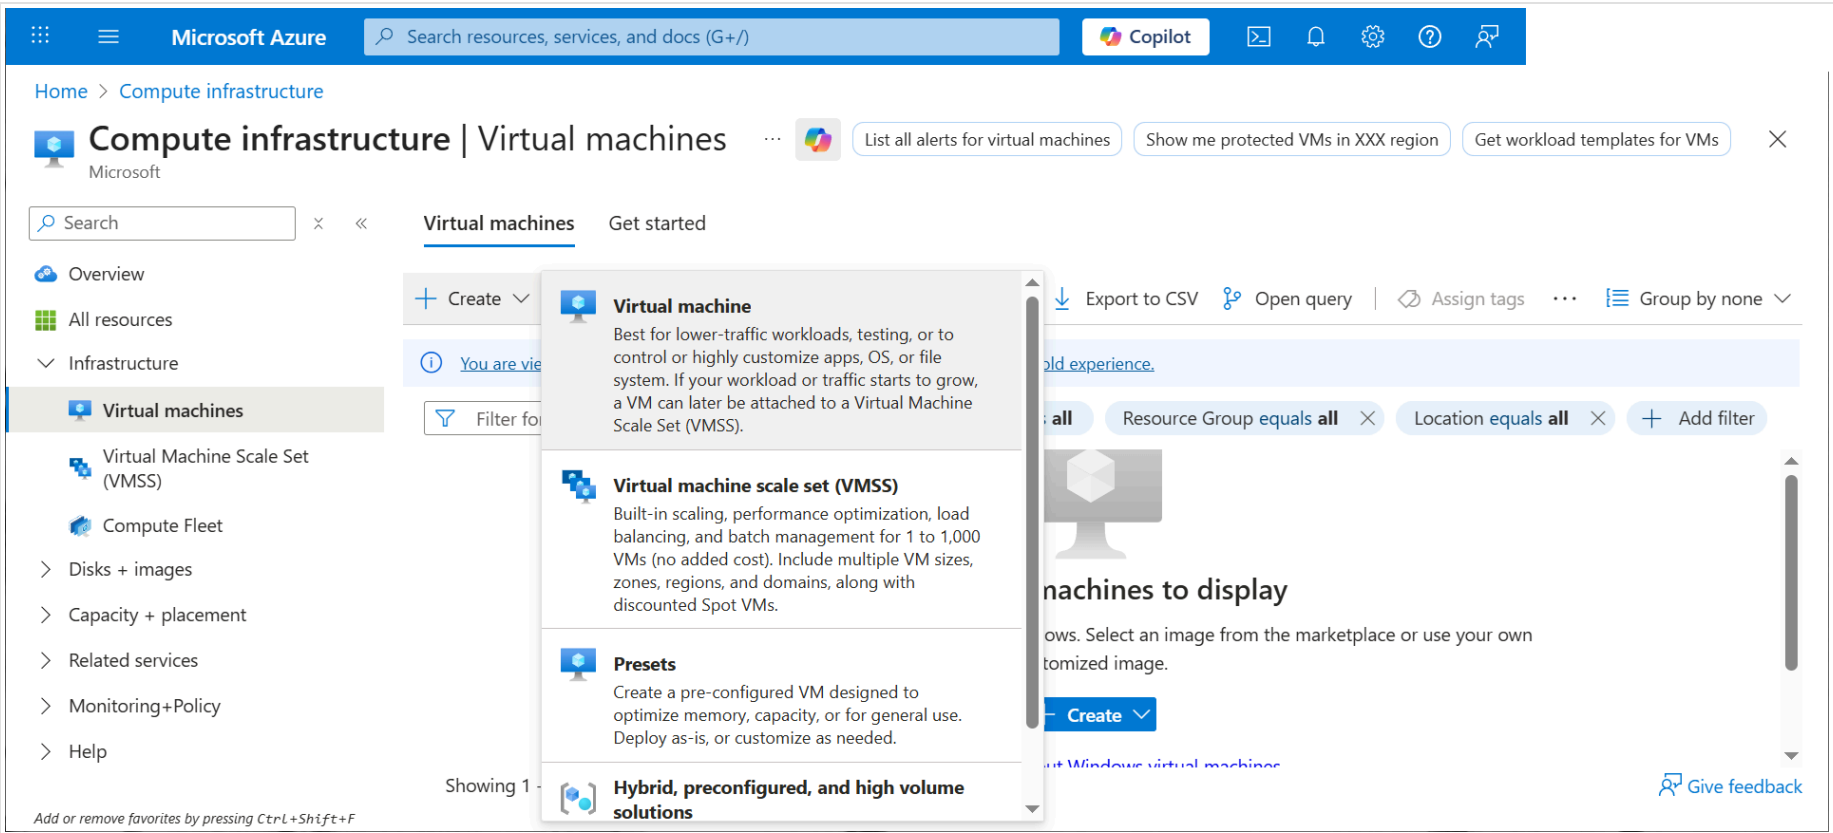 Microsoft Azure
Search resources, services, and docs (G+/)
Copilot
Home > Compute infrastructure
Compute infrastructure | Virtual machines
Microsoft
List all alerts for virtual machines
Show me protected VMs in XXX region
Get workload templates for VMs
Search
Overview
All resources
Infrastructure
Virtual machines
Virtual Machine Scale Set
(VMSS)
Compute Fleet
Disks + images
Capacity + placement
Related services
Monitoring+Policy
Help
Add or remove favorites by pressing Ctrl+Shift+F
Virtual machines
Get started
Create
Export to CSV
Open query
Assign tags
Group by none
You are
old experience.
Filter
all
Resource Group equals all
Location equals all
Add filter
Virtual machine
Best for lower-traffic workloads, testing, or to
control or highly customize apps, OS, or file
system. If your workload or traffic starts to grow,
a VM can later be attached to a Virtual Machine
Scale Set (VMSS).
Virtual machine scale set (VMSS)
Built-in scaling, performance optimization, load
balancing, and batch management for 1 to 1,000
VMs (no added cost). Include multiple VM sizes,
zones, regions, and domains, along with
discounted Spot VMs.
Presets
Create a pre-configured VM designed to
optimize memory, capacity, or for general use.
Deploy as-is, or customize as needed.
Hybrid, preconfigured, and high volume
solutions
machines to display
ows. Select an image from the marketplace or use your own
tomized image.
Create
Windows virtual machines
Showing 1 -
Give feedback